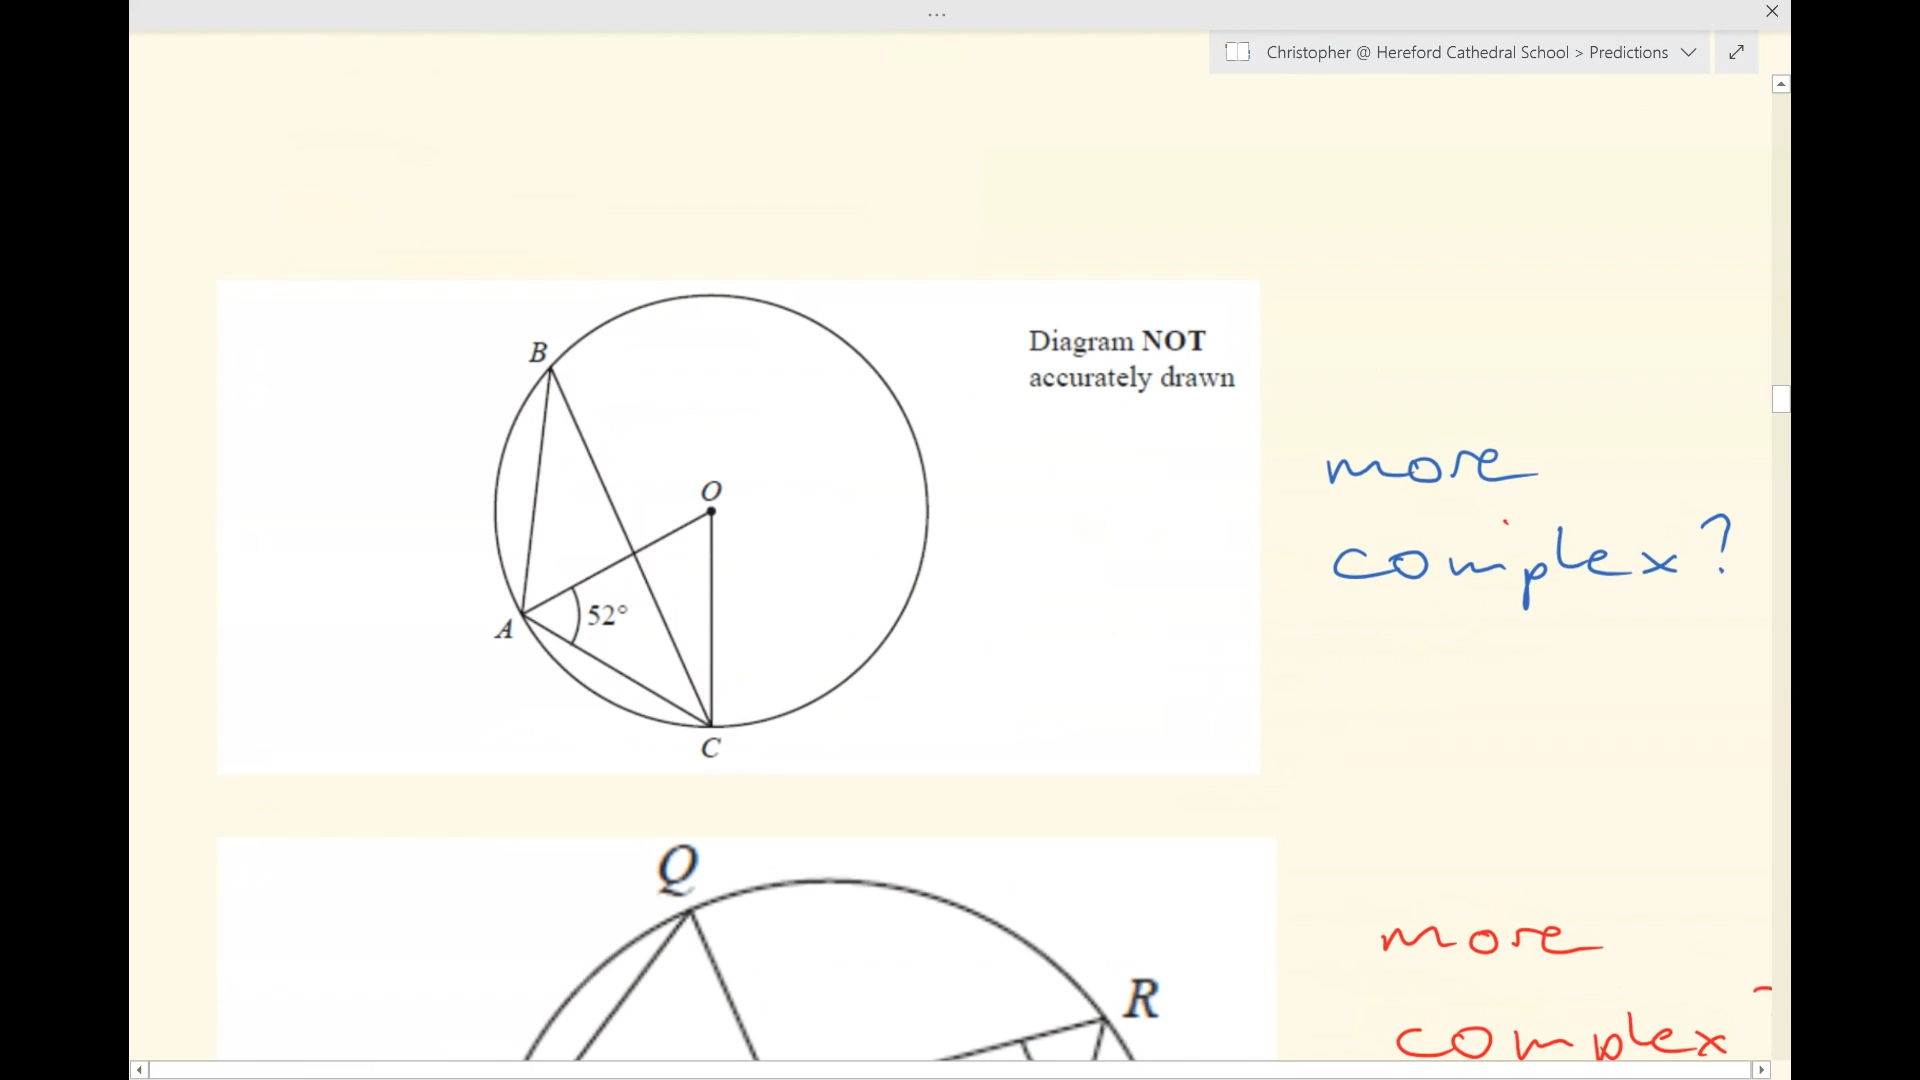 ...
Christopher @ Hereford Cathedral School > Predictions
B
Diagram NOT
accurately drawn
more
O
complex?
52°
A
C
Q
more
R
complex